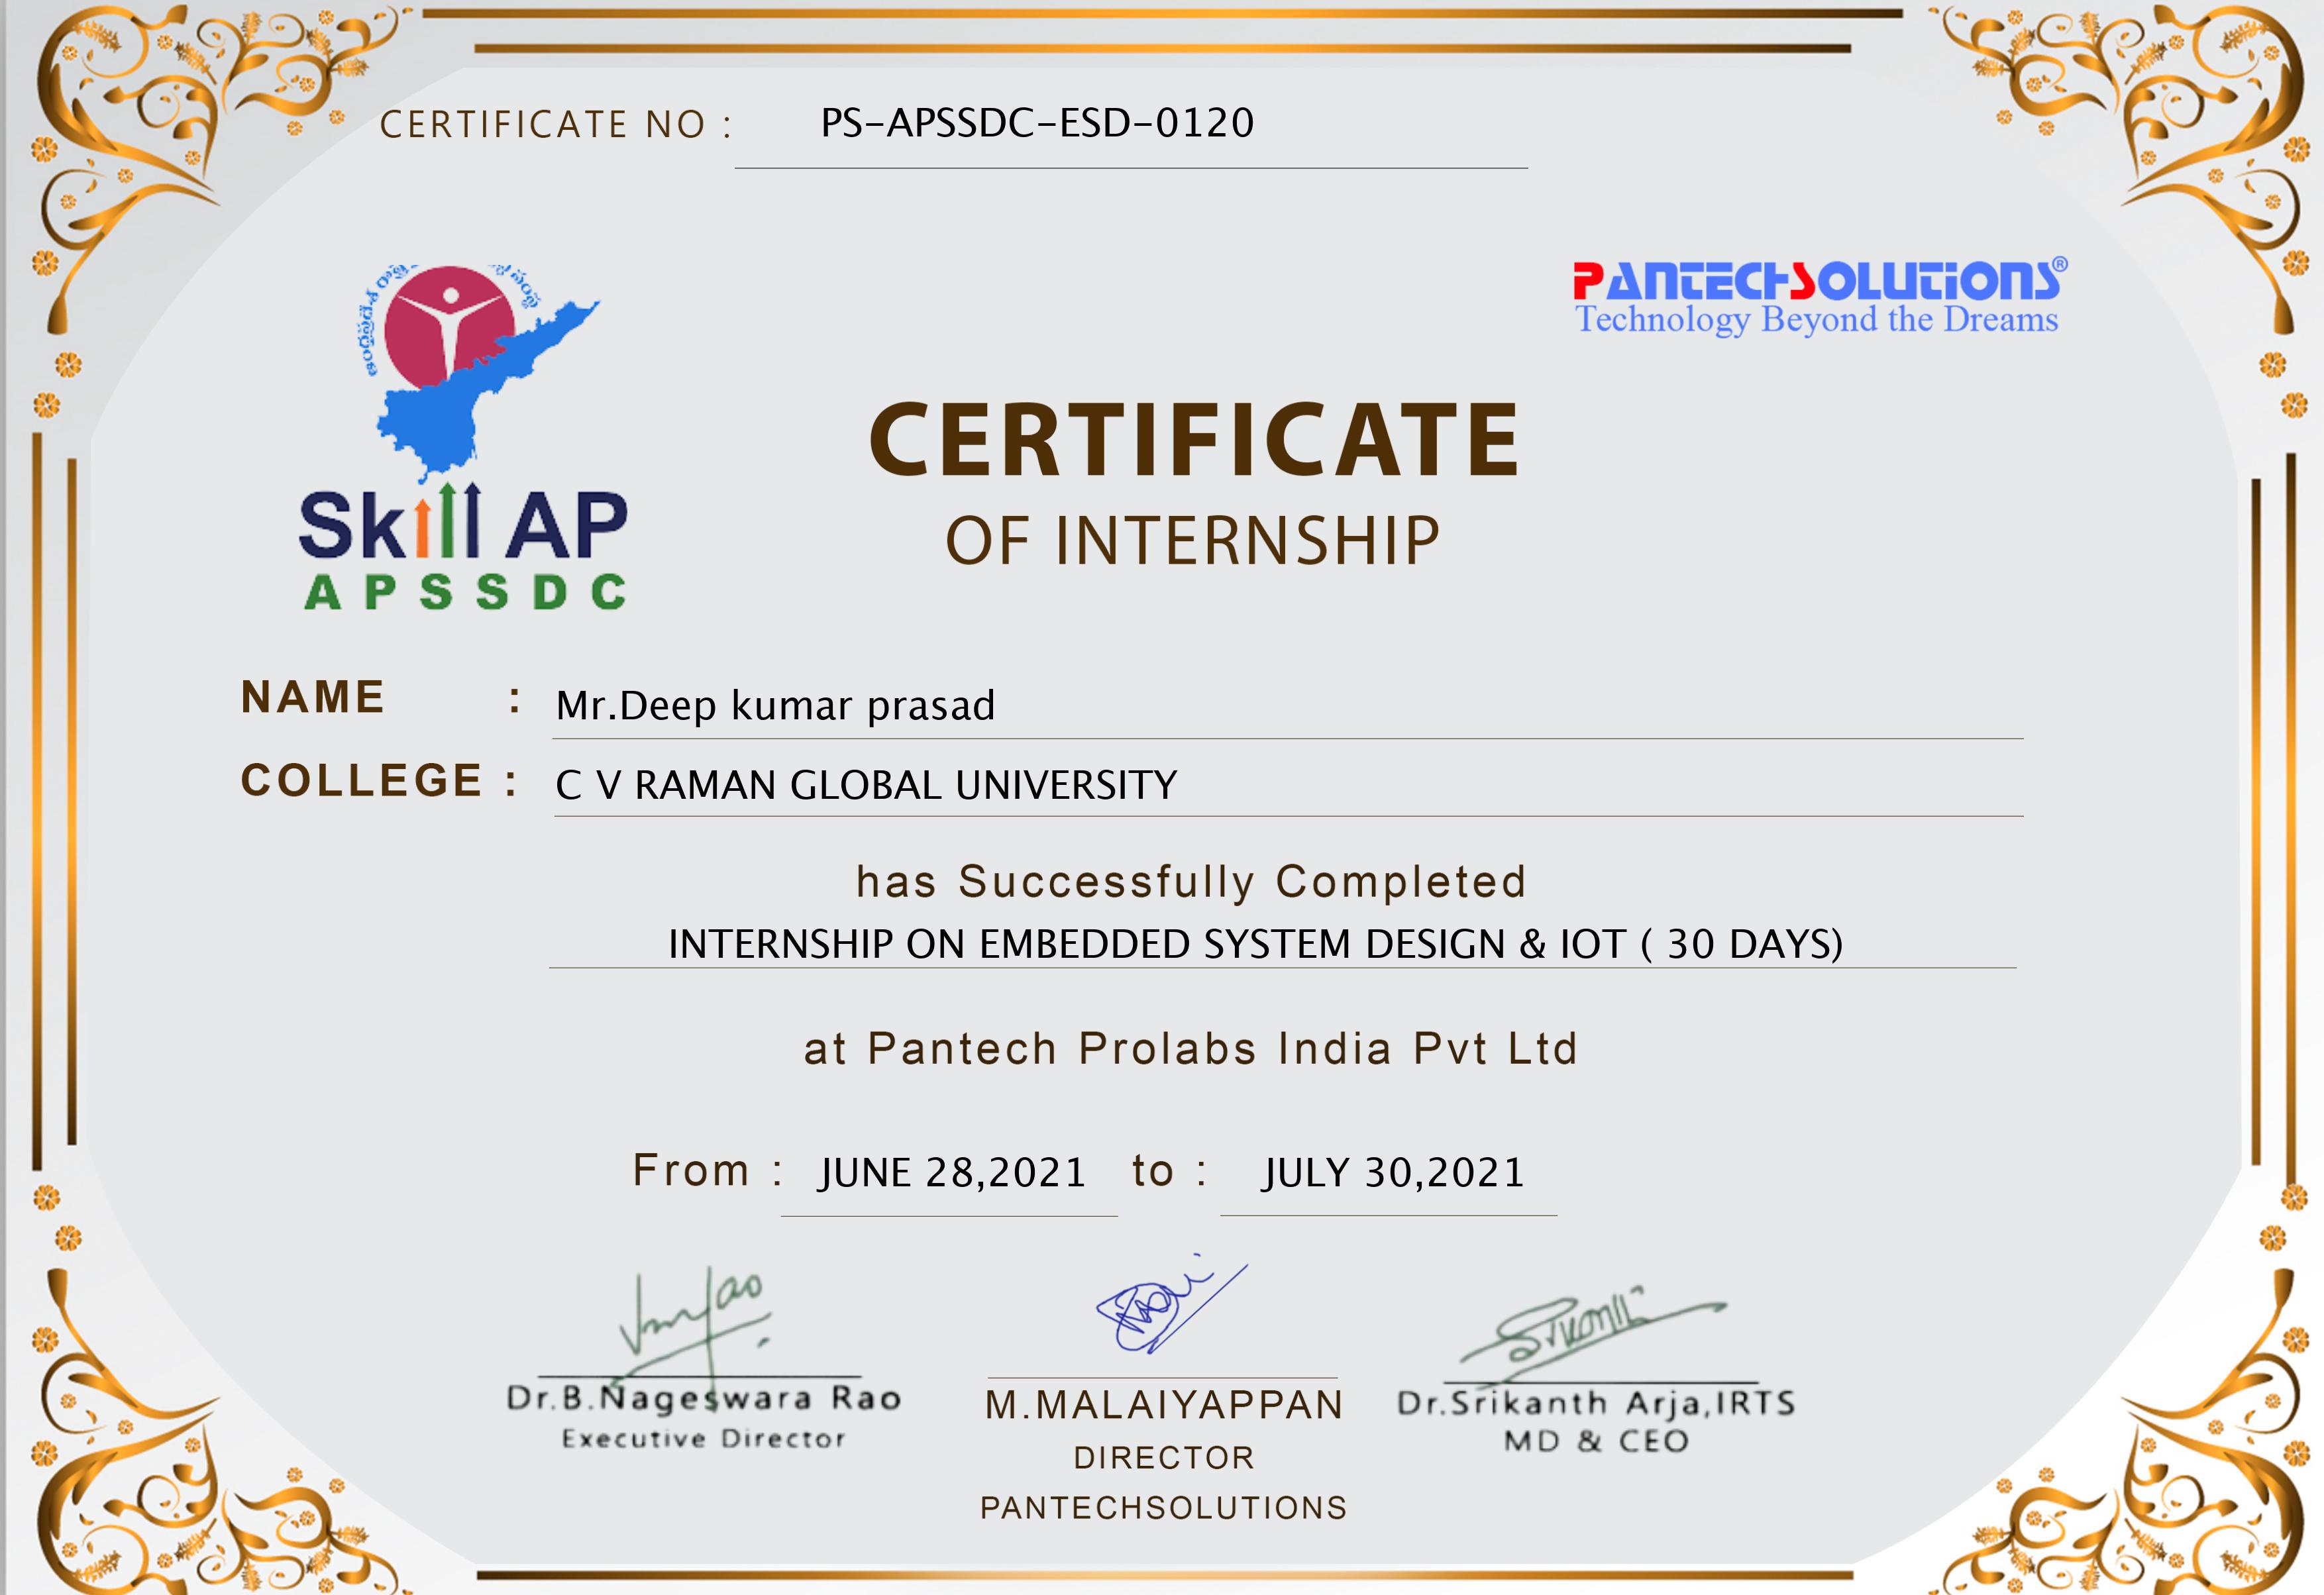 CERTIFICATE NO : PS-APSSDC-ESD-0120
PANTECHSOLUTIONS®
Technology Beyond the Dreams
Skill AP
APSSDC
CERTIFICATE
OF INTERNSHIP
NAME : Mr.Deep kumar prasad
COLLEGE : C V RAMAN GLOBAL UNIVERSITY
has Successfully Completed
INTERNSHIP ON EMBEDDED SYSTEM DESIGN & IOT ( 30 DAYS)
at Pantech Prolabs India Pvt Ltd
From : JUNE 28,2021 to : JULY 30,2021
Dr.B.Nageswara Rao
Executive Director
M.MALAIYAPPAN
DIRECTOR
PANTECHSOLUTIONS
Dr.Srikanth Arja,IRTS
MD & CEO